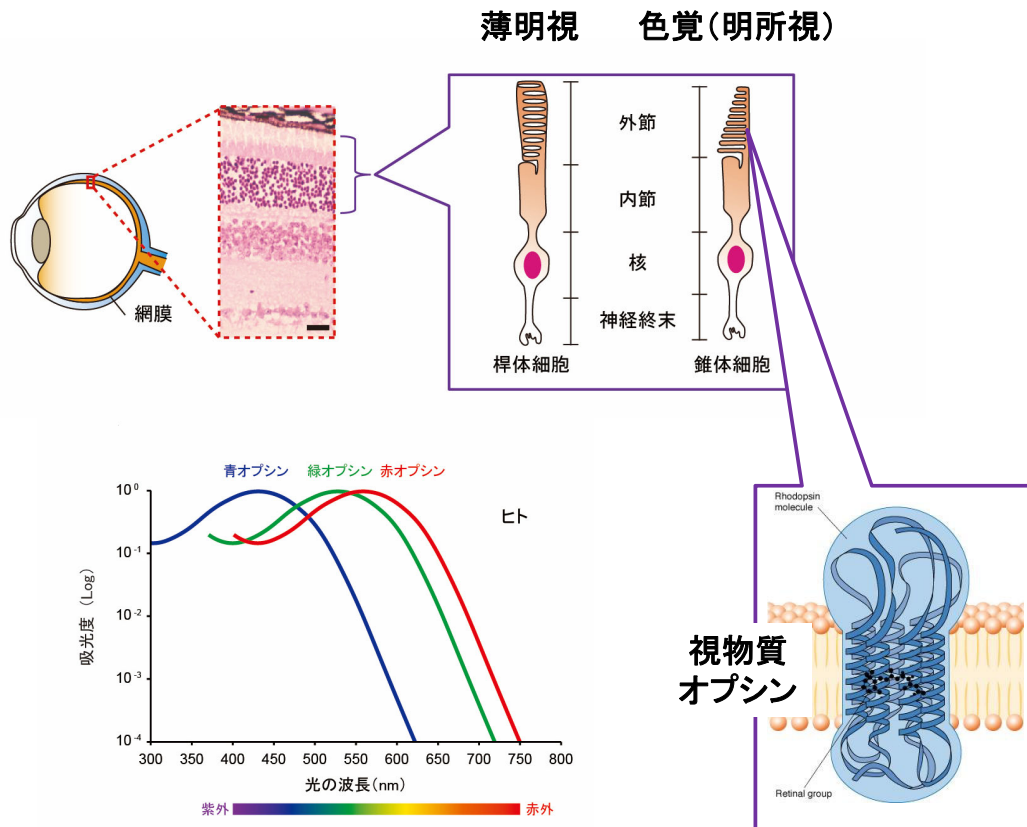 薄明視 色覚(明所視)
外節
内節
核
神経終末
桿体細胞 錐体細胞
網膜
青オプシン 緑オプシン 赤オプシン
ヒト
吸光度 (Log)
10⁰
10⁻¹
10⁻²
10⁻³
10⁻⁴
300 350 400 450 500 550 600 650 700 750 800
光の波長(nm)
紫外 赤外
Rhodopsin
molecule
視物質
オプシン
Retinal group